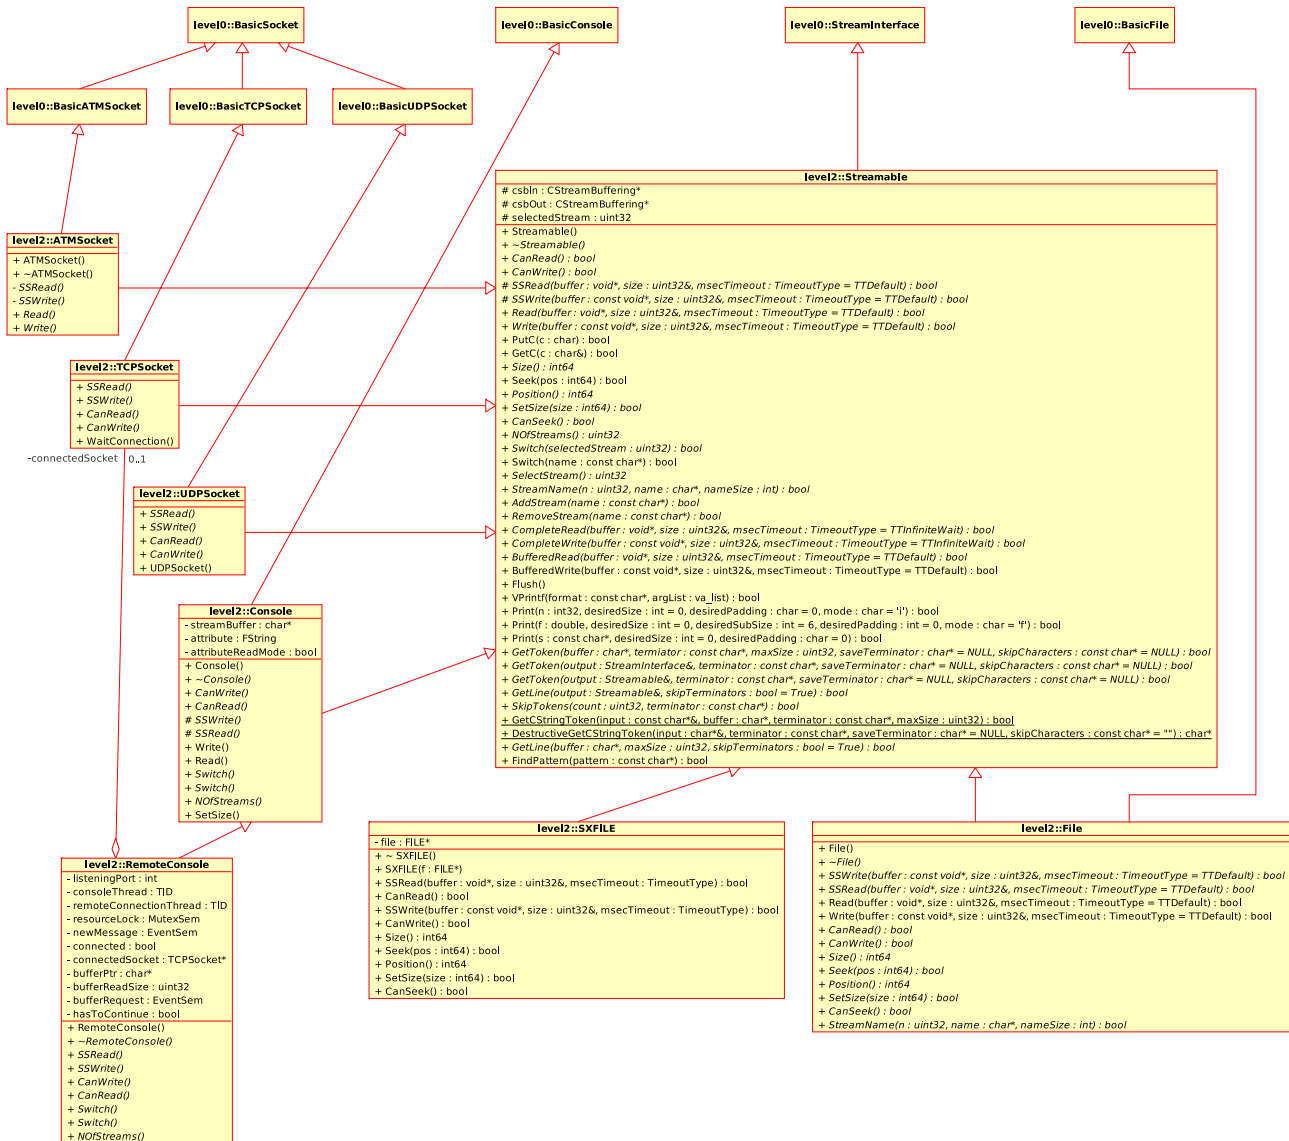 level0::BasicSocket
level0::BasicConsole
level0::StreamInterface
level0::BasicFile
level0::BasicATMSocket
level0::BasicTCPSocket
level0::BasicUDPSocket
level2::Streamable
# csbIn : CStreamBuffering*
# csbOut : CStreamBuffering*
# selectedStream : uint32
+ Streamable()
+ ~Streamable()
+ CanRead() : bool
+ CanWrite() : bool
# SSRead(buffer : void*, size : uint32&, msecTimeout : TimeoutType = TTDefault) : bool
# SSWrite(buffer : const void*, size : uint32&, msecTimeout : TimeoutType = TTDefault) : bool
+ Read(buffer : void*, size : uint32&, msecTimeout : TimeoutType = TTDefault) : bool
+ Write(buffer : const void*, size : uint32&, msecTimeout : TimeoutType = TTDefault) : bool
+ PutC(c : char) : bool
+ GetC(c : char&) : bool
+ Size() : int64
+ Seek(pos : int64) : bool
+ Position() : int64
+ SetSize(size : int64) : bool
+ CanSeek() : bool
+ NOfStreams() : uint32
+ Switch(selectedStream : uint32) : bool
+ Switch(name : const char*) : bool
+ SelectStream() : uint32
+ StreamName(n : uint32, name : char*, nameSize : int) : bool
+ AddStream(name : const char*) : bool
+ RemoveStream(name : const char*) : bool
+ CompleteRead(buffer : void*, size : uint32&, msecTimeout : TimeoutType = TTInfiniteWait) : bool
+ CompleteWrite(buffer : const void*, size : uint32&, msecTimeout : TimeoutType = TTInfiniteWait) : bool
+ BufferedRead(buffer : void*, size : uint32&, msecTimeout : TimeoutType = TTDefault) : bool
+ BufferedWrite(buffer : const void*, size : uint32&, msecTimeout : TimeoutType = TTDefault) : bool
+ Flush()
+ VPrintf(format : const char*, argList : va_list) : bool
+ Print(n : int32, desiredSize : int = 0, desiredPadding : char = 0, mode : char = 'i') : bool
+ Print(f : double, desiredSize : int = 0, desiredSubSize : int = 6, desiredPadding : int = 0, mode : char = 'f') : bool
+ Print(s : const char*, desiredSize : int = 0, desiredPadding : char = 0) : bool
+ GetToken(buffer : char*, termiator : const char*, maxSize : uint32, saveTerminator : char* = NULL, skipCharacters : const char* = NULL) : bool
+ GetToken(output : StreamInterface&, terminator : const char*, saveTerminator : char* = NULL, skipCharacters : const char* = NULL) : bool
+ GetToken(output : Streamable&, terminator : const char*, saveTerminator : char* = NULL, skipCharacters : const char* = NULL) : bool
+ GetLine(output : Streamable&, skipTerminators : bool = True) : bool
+ SkipTokens(count : uint32, terminator : const char*) : bool
+ GetCStringToken(input : const char*&, buffer : char*, terminator : const char*, maxSize : uint32) : bool
+ DestructiveGetCStringToken(input : char*&, terminator : const char*, saveTerminator : char* = NULL, skipCharacters : const char* = "") : char*
+ GetLine(buffer : char*, maxSize : uint32, skipTerminators : bool = True) : bool
+ FindPattern(pattern : const char*) : bool
level2::ATMSocket
+ ATMSocket()
+ ~ATMSocket()
- SSRead()
- SSWrite()
+ Read()
+ Write()
level2::TCPSocket
+ SSRead()
+ SSWrite()
+ CanRead()
+ CanWrite()
+ WaitConnection()
-connectedSocket 0..1
level2::UDPSocket
+ SSRead()
+ SSWrite()
+ CanRead()
+ CanWrite()
+ UDPSocket()
level2::Console
- streamBuffer : char*
- attribute : FString
- attributeReadMode : bool
+ Console()
+ ~Console()
+ CanWrite()
+ CanRead()
# SSWrite()
# SSRead()
+ Write()
+ Read()
+ Switch()
+ Switch()
+ NOfStreams()
+ SetSize()
level2::SXFILE
- file : FILE*
+ ~ SXFILE()
+ SXFILE(f : FILE*)
+ SSRead(buffer : void*, size : uint32&, msecTimeout : TimeoutType) : bool
+ CanRead() : bool
+ SSWrite(buffer : const void*, size : uint32&, msecTimeout : TimeoutType) : bool
+ CanWrite() : bool
+ Size() : int64
+ Seek(pos : int64) : bool
+ Position() : int64
+ SetSize(size : int64) : bool
+ CanSeek() : bool
level2::File
+ File()
+ ~File()
+ SSWrite(buffer : const void*, size : uint32&, msecTimeout : TimeoutType = TTDefault) : bool
+ SSRead(buffer : void*, size : uint32&, msecTimeout : TimeoutType = TTDefault) : bool
+ Read(buffer : void*, size : uint32&, msecTimeout : TimeoutType = TTDefault) : bool
+ Write(buffer : const void*, size : uint32&, msecTimeout : TimeoutType = TTDefault) : bool
+ CanRead() : bool
+ CanWrite() : bool
+ Size() : int64
+ Seek(pos : int64) : bool
+ Position() : int64
+ SetSize(size : int64) : bool
+ CanSeek() : bool
+ StreamName(n : uint32, name : char*, nameSize : int) : bool
level2::RemoteConsole
- listeningPort : int
- consoleThread : TID
- remoteConnectionThread : TID
- resourceLock : MutexSem
- newMessage : EventSem
- connected : bool
- connectedSocket : TCPSocket*
- bufferPtr : char*
- bufferReadSize : uint32
- bufferRequest : EventSem
- hasToContinue : bool
+ RemoteConsole()
+ ~RemoteConsole()
+ SSRead()
+ SSWrite()
+ CanWrite()
+ CanRead()
+ Switch()
+ Switch()
+ NOfStreams()